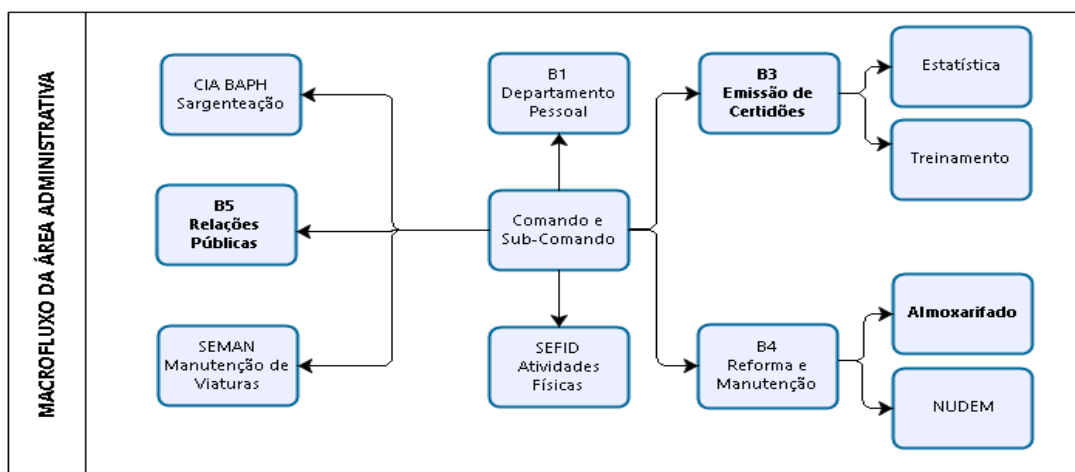 MACROFLUXO DA ÁREA ADMINISTRATIVA
CIA BAPH
Sargenteação
B5
Relações
Públicas
SEMAN
Manutenção de
Viaturas
B1
Departamento
Pessoal
Comando e
Sub-Comando
SEFID
Atividades
Físicas
B3
Emissão de
Certidões
B4
Reforma e
Manutenção
Estatística
Treinamento
Almoxarifado
NUDEM